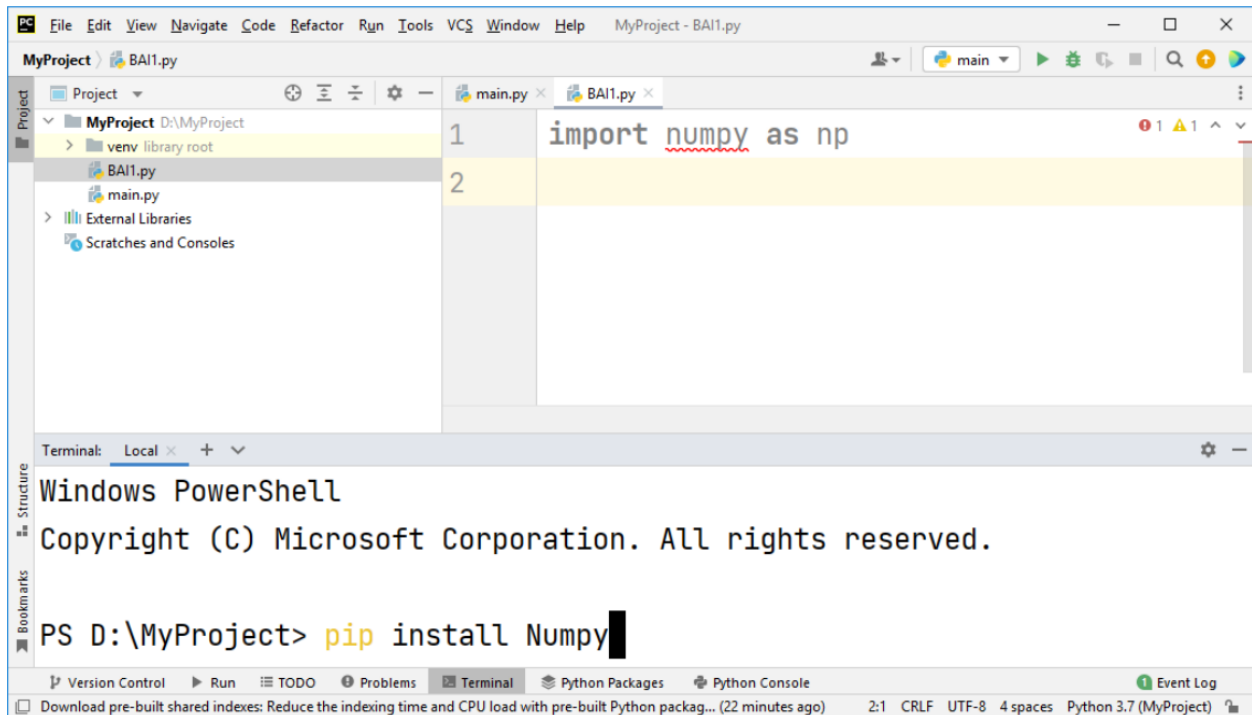 PC File Edit View Navigate Code Refactor Run Tools VCS Window Help MyProject - BAI1.py
MyProject BAI1.py main
Project
Project
main.py BAI1.py
MyProject D:\MyProject
venv library root
BAI1.py
main.py
External Libraries
Scratches and Consoles
1 import numpy as np
2
1 1
Terminal: Local
Structure
Bookmarks
Windows PowerShell
Copyright (C) Microsoft Corporation. All rights reserved.
PS D:\MyProject> pip install Numpy
Version Control Run TODO Problems Terminal Python Packages Python Console 1 Event Log
Download pre-built shared indexes: Reduce the indexing time and CPU load with pre-built Python packag... (22 minutes ago) 2:1 CRLF UTF-8 4 spaces Python 3.7 (MyProject)